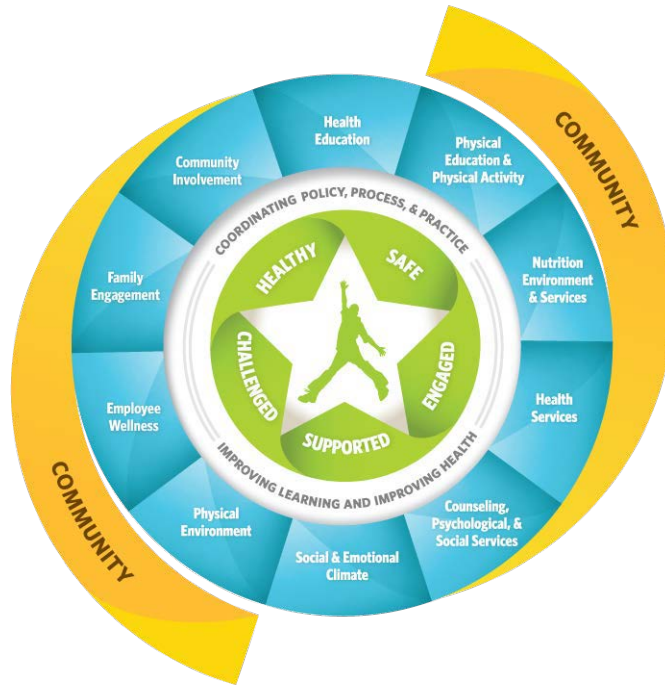 COMMUNITY
Health
Education
Physical
Education &
Physical Activity
Nutrition
Environment
& Services
Health
Services
Counseling,
Psychological, &
Social Services
Social & Emotional
Climate
Physical
Environment
Employee
Wellness
Family
Engagement
Community
Involvement
COORDINATING POLICY, PROCESS, & PRACTICE
IMPROVING LEARNING AND IMPROVING HEALTH
HEALTHY
SAFE
ENGAGED
SUPPORTED
CHALLENGED
COMMUNITY